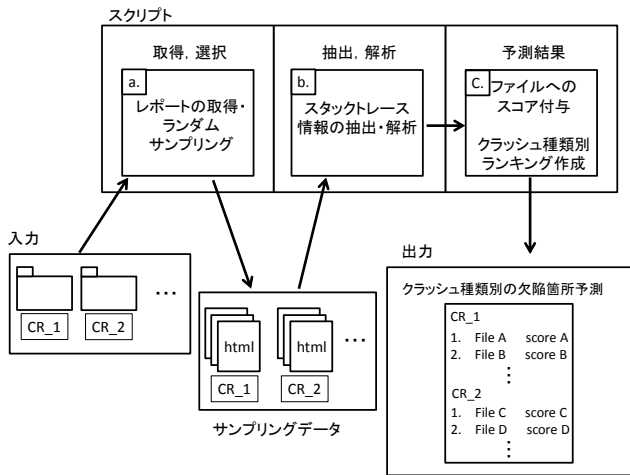 スクリプト
取得, 選択
a.
レポートの取得・
ランダム
サンプリング
抽出, 解析
b.
スタックトレース
情報の抽出・解析
予測結果
C.
ファイルへの
スコア付与
クラッシュ種類別
ランキング作成
入力
CR_1
CR_2
…
html
html
…
CR_1
CR_2
サンプリングデータ
出力
クラッシュ種類別の欠陥箇所予測
CR_1
1. File A score A
2. File B score B
⋮
CR_2
1. File C score C
2. File D score D
⋮